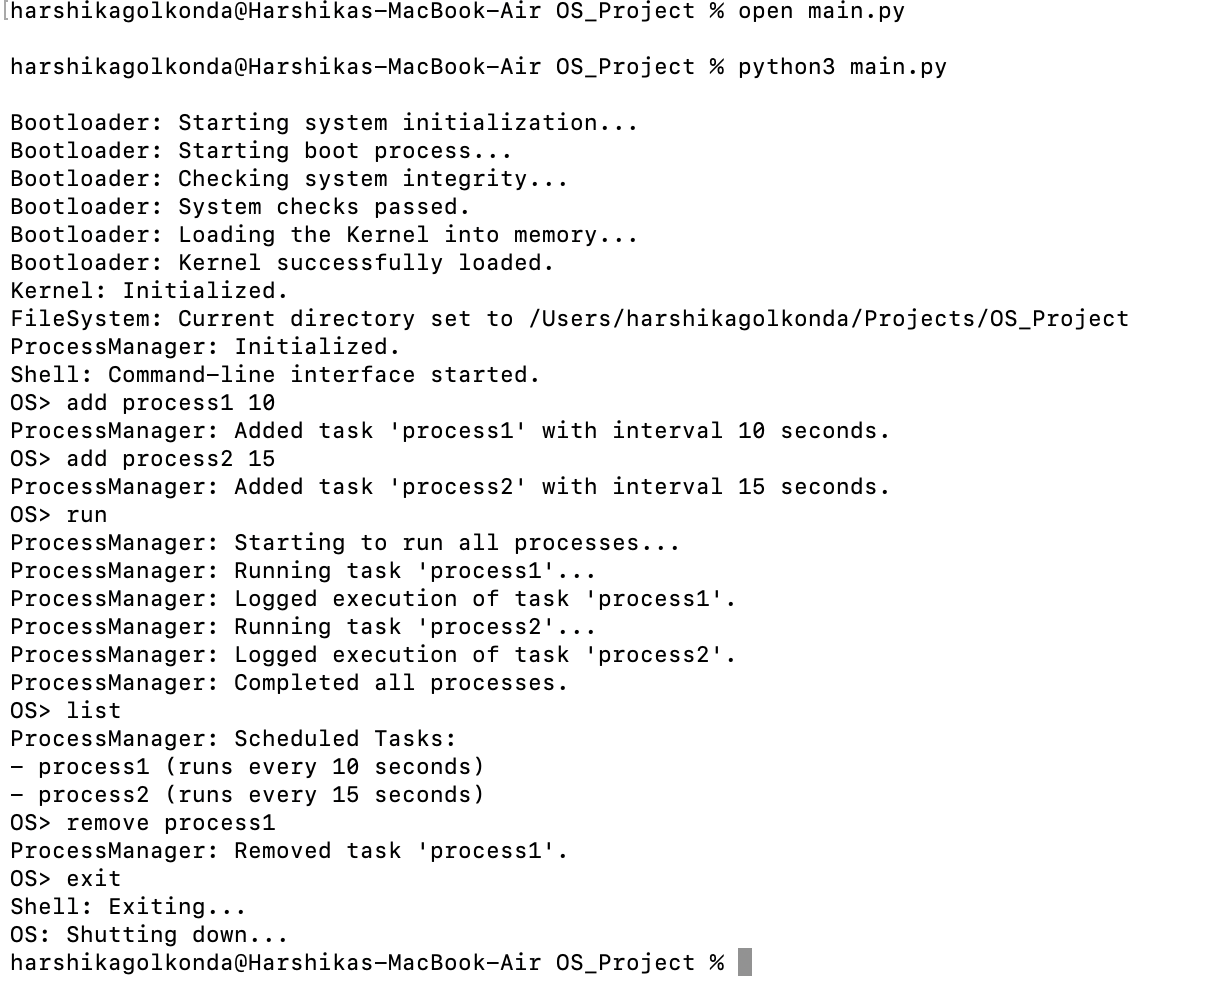 [harshikagolkonda@Harshikas-MacBook-Air OS_Project % open main.py
harshikagolkonda@Harshikas-MacBook-Air OS_Project % python3 main.py
Bootloader: Starting system initialization...
Bootloader: Starting boot process...
Bootloader: Checking system integrity...
Bootloader: System checks passed.
Bootloader: Loading the Kernel into memory...
Bootloader: Kernel successfully loaded.
Kernel: Initialized.
FileSystem: Current directory set to /Users/harshikagolkonda/Projects/OS_Project
ProcessManager: Initialized.
Shell: Command-line interface started.
OS> add process1 10
ProcessManager: Added task 'process1' with interval 10 seconds.
OS> add process2 15
ProcessManager: Added task 'process2' with interval 15 seconds.
OS> run
ProcessManager: Starting to run all processes...
ProcessManager: Running task 'process1'...
ProcessManager: Logged execution of task 'process1'.
ProcessManager: Running task 'process2'...
ProcessManager: Logged execution of task 'process2'.
ProcessManager: Completed all processes.
OS> list
ProcessManager: Scheduled Tasks:
- process1 (runs every 10 seconds)
- process2 (runs every 15 seconds)
OS> remove process1
ProcessManager: Removed task 'process1'.
OS> exit
Shell: Exiting...
OS: Shutting down...
harshikagolkonda@Harshikas-MacBook-Air OS_Project %